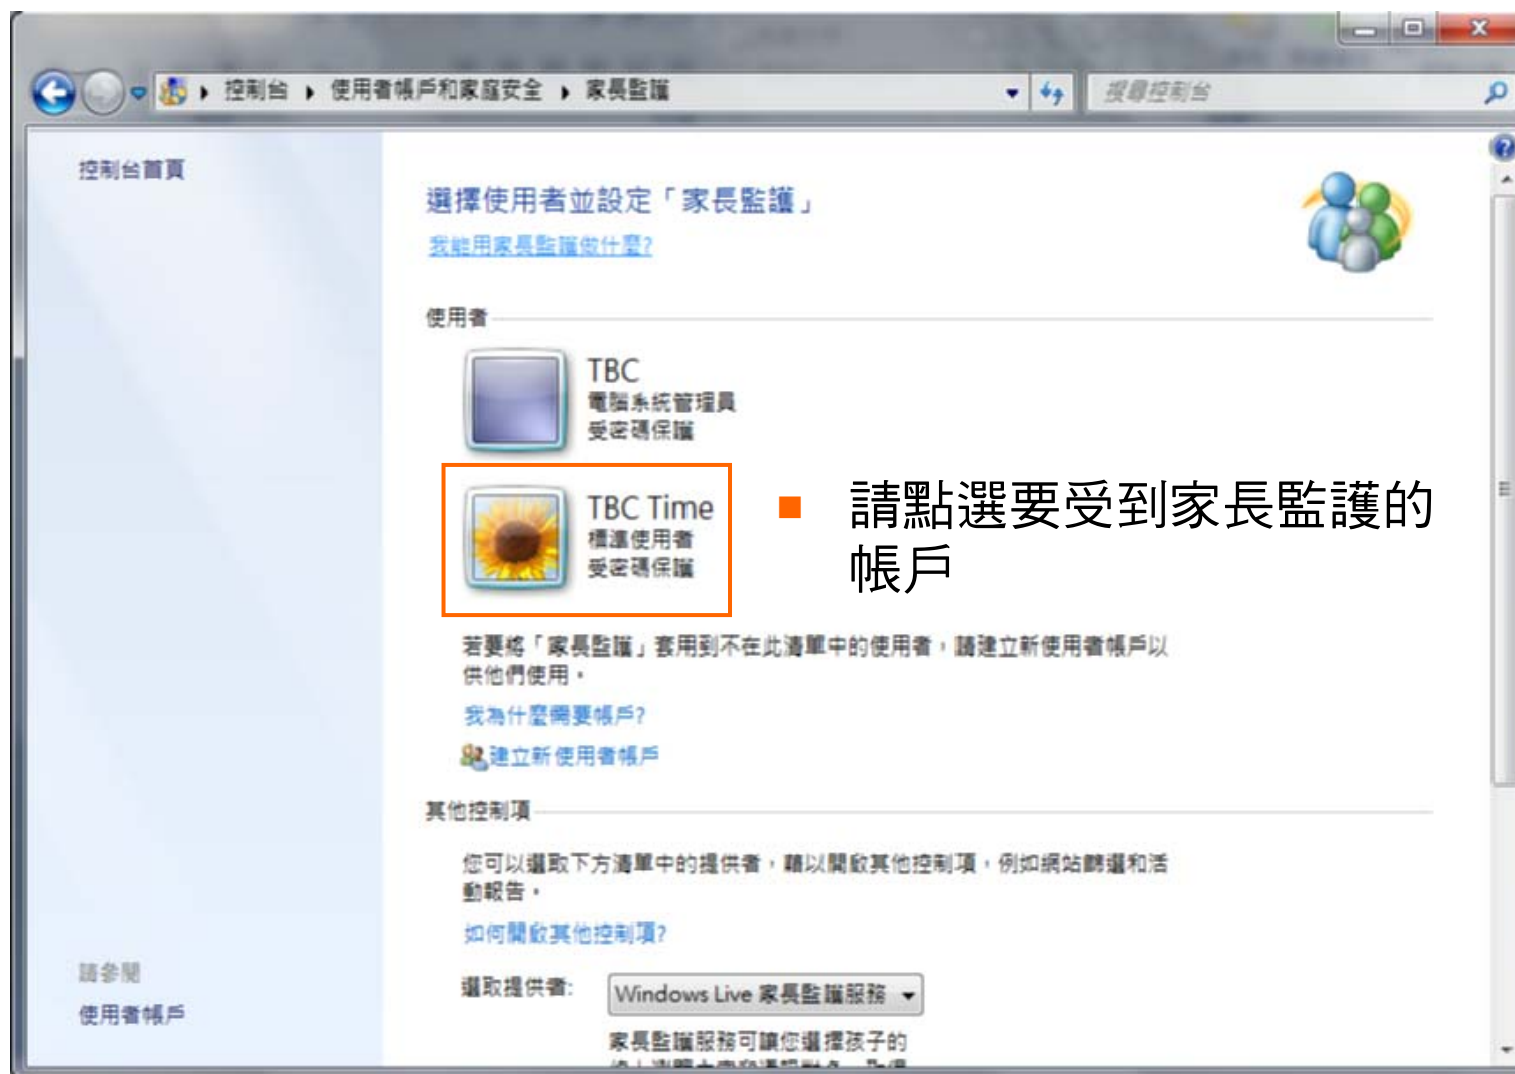 控制台 ▸ 使用者帳戶和家庭安全 ▸ 家長監護
搜尋控制台
控制台首頁
選擇使用者並設定「家長監護」
我能用家長監護做什麼?
使用者
TBC
電腦系統管理員
受密碼保護
TBC Time
標準使用者
受密碼保護
請點選要受到家長監護的
帳戶
若要將「家長監護」套用到不在此清單中的使用者，請建立新使用者帳戶以
供他們使用。
我為什麼需要帳戶?
建立新使用者帳戶
其他控制項
您可以選取下方清單中的提供者，藉以開啟其他控制項，例如網站篩選和活
動報告。
如何開啟其他控制項?
請參閱
使用者帳戶
選取提供者:
Windows Live 家長監護服務
家長監護服務可讓您選擇孩子的